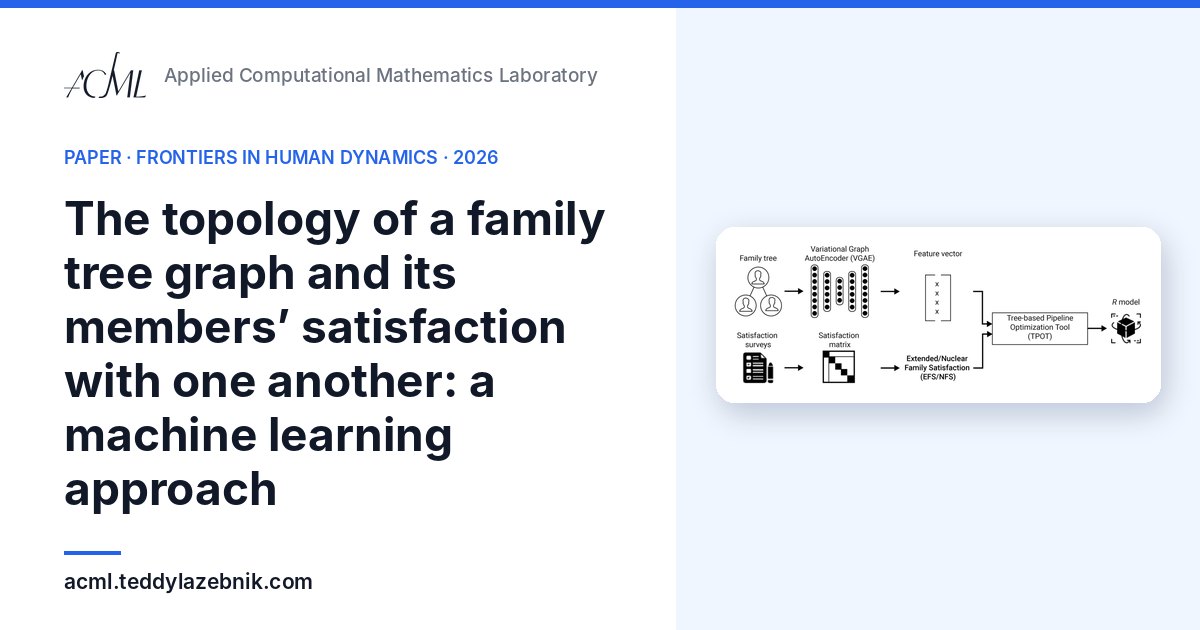 ACML Applied Computational Mathematics Laboratory
PAPER · FRONTIERS IN HUMAN DYNAMICS · 2026
The topology of a family
tree graph and its
members’ satisfaction
with one another: a
machine learning
approach
acml.teddylazebnik.com
Family tree
Variational Graph
AutoEncoder (VGAE)
Feature vector
x
x
x
x
Satisfaction
surveys
Satisfaction
matrix
Extended/Nuclear
Family Satisfaction
(EFS/NFS)
Tree-based Pipeline
Optimization Tool
(TPOT)
R model